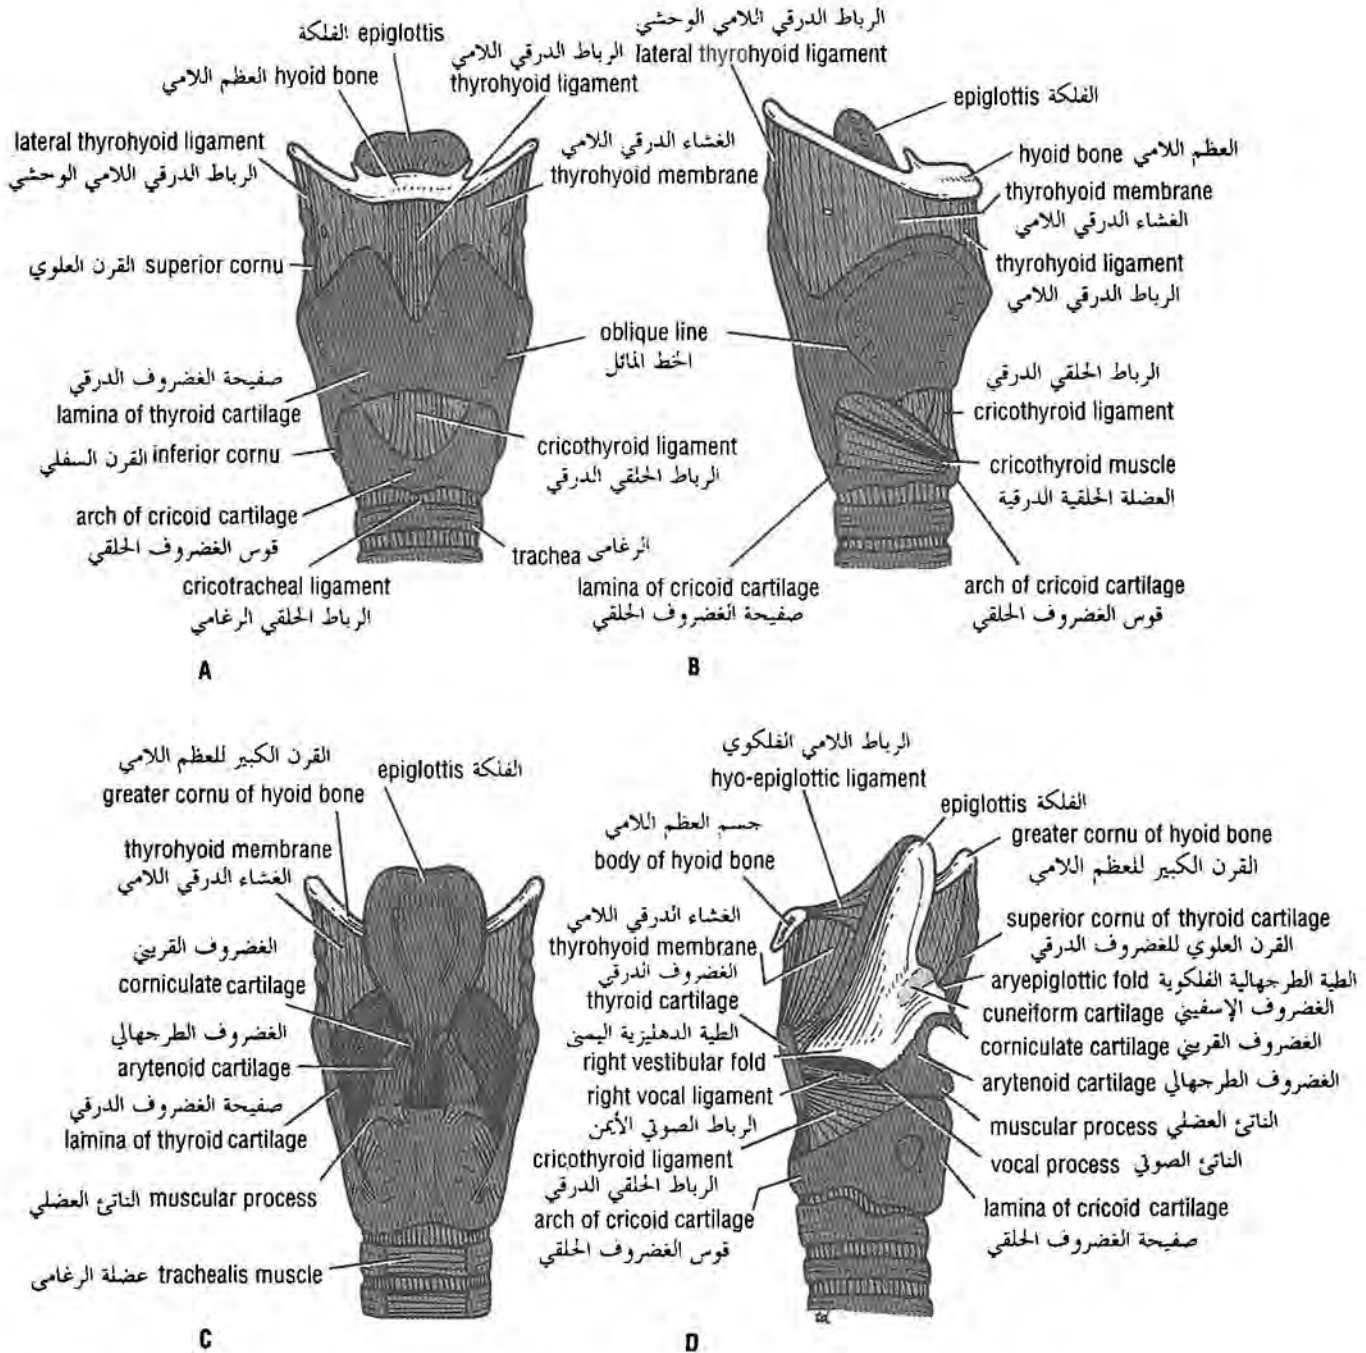 الفلكة epiglottis
العظم اللامي hyoid bone
الرباط الدرقي اللامي
thyrohyoid ligament
lateral thyrohyoid ligament
الرباط الدرقي اللامي الوحشي
الغشاء الدرقي اللامي
thyrohyoid membrane
القرن العلوي superior cornu
oblique line
الخط المائل
صفيحة الغضروف الدرقي
lamina of thyroid cartilage
القرن السفلي inferior cornu
cricothyroid ligament
الرباط الحلقي الدرقي
arch of cricoid cartilage
قوس الغضروف الحلقي
trachea الرغامى
cricotracheal ligament
الرباط الحلقي الرغامي
A
الرباط الدرقي اللامي الوحشي
lateral thyrohyoid ligament
epiglottis الفلكة
hyoid bone العظم اللامي
thyrohyoid membrane
الغشاء الدرقي اللامي
thyrohyoid ligament
الرباط الدرقي اللامي
الرباط الحلقي الدرقي
cricothyroid ligament
cricothyroid muscle
العضلة الحلقية الدرقية
lamina of cricoid cartilage
صفيحة الغضروف الحلقي
arch of cricoid cartilage
قوس الغضروف الحلقي
B
القرن الكبير للعظم اللامي
greater cornu of hyoid bone
epiglottis الفلكة
thyrohyoid membrane
الغشاء الدرقي اللامي
الغضروف القريني
corniculate cartilage
الغضروف الطرجهالي
arytenoid cartilage
صفيحة الغضروف الدرقي
lamina of thyroid cartilage
الناتئ العضلي muscular process
عضلة الرغامى trachealis muscle
C
الرباط اللامي الفلكوي
hyo-epiglottic ligament
epiglottis الفلكة
جسم العظم اللامي
body of hyoid bone
greater cornu of hyoid bone
القرن الكبير للعظم اللامي
الغشاء الدرقي اللامي
thyrohyoid membrane
الغضروف الدرقي
thyroid cartilage
الطية الدهليزية اليمنى
right vestibular fold
right vocal ligament
الرباط الصوتي الأيمن
cricothyroid ligament
الرباط الحلقي الدرقي
arch of cricoid cartilage
قوس الغضروف الحلقي
superior cornu of thyroid cartilage
القرن العلوي للغضروف الدرقي
aryepiglottic fold الطية الطرجهالية الفلكوية
cuneiform cartilage الغضروف الإسفيني
corniculate cartilage الغضروف القريني
arytenoid cartilage الغضروف الطرجهالي
muscular process الناتئ العضلي
vocal process الناتئ الصوتي
lamina of cricoid cartilage
صفيحة الغضروف الحلقي
D